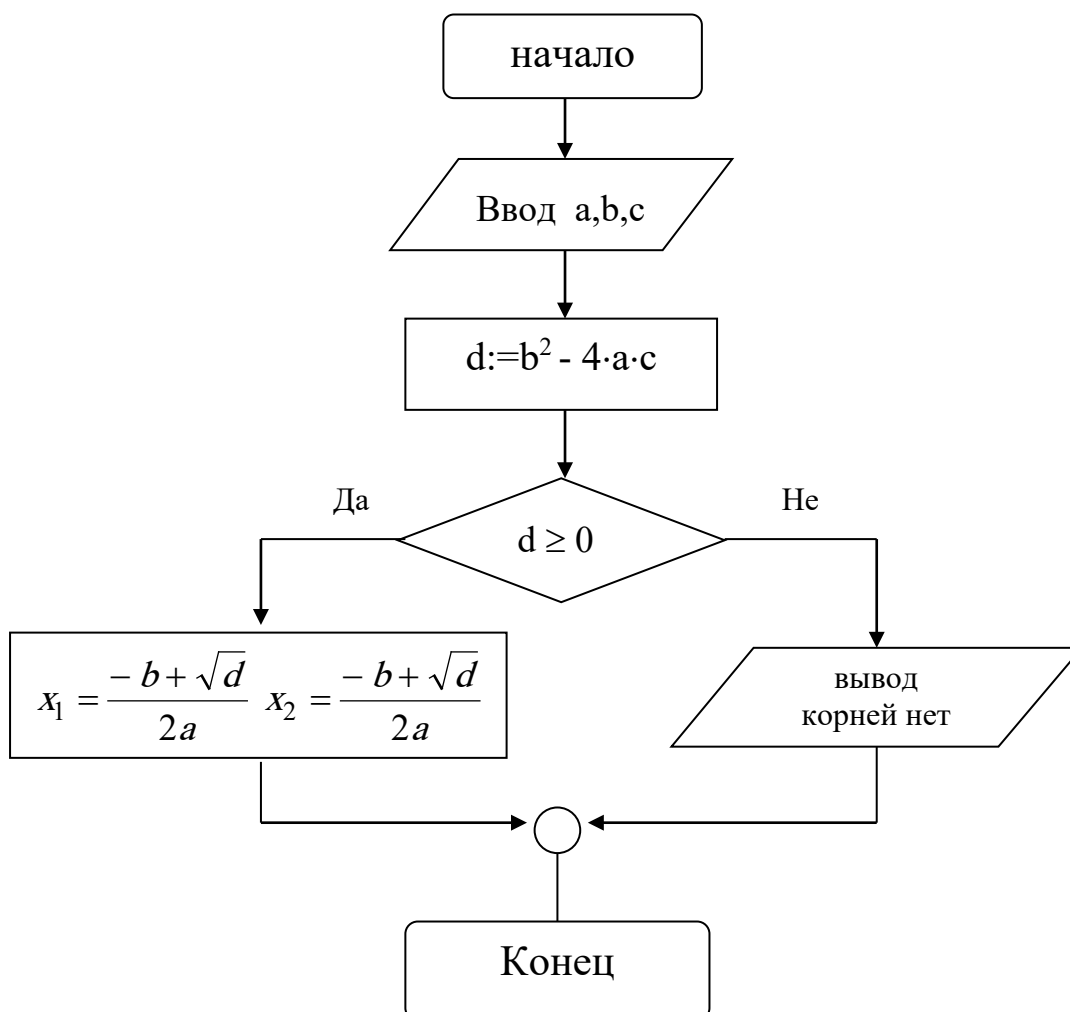 начало
Ввод a,b,c
d:=b² - 4·a·c
Да
Не
d ≥ 0
x₁ = (-b + √d)/2a x₂ = (-b + √d)/2a
вывод
корней нет
Конец